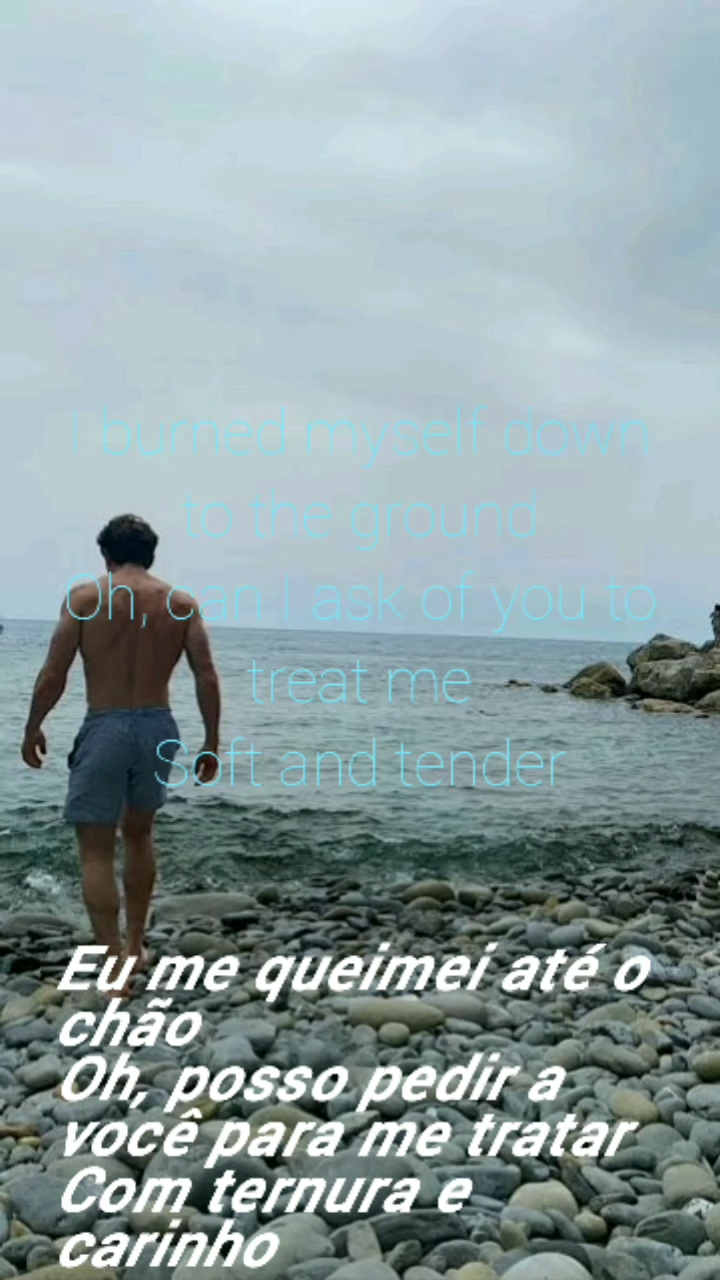 I burned myself down
to the ground
Oh, can I ask of you to
treat me
Soft and tender
Eu me queimei até o
chão
Oh, posso pedir a
você para me tratar
Com ternura e
carinho